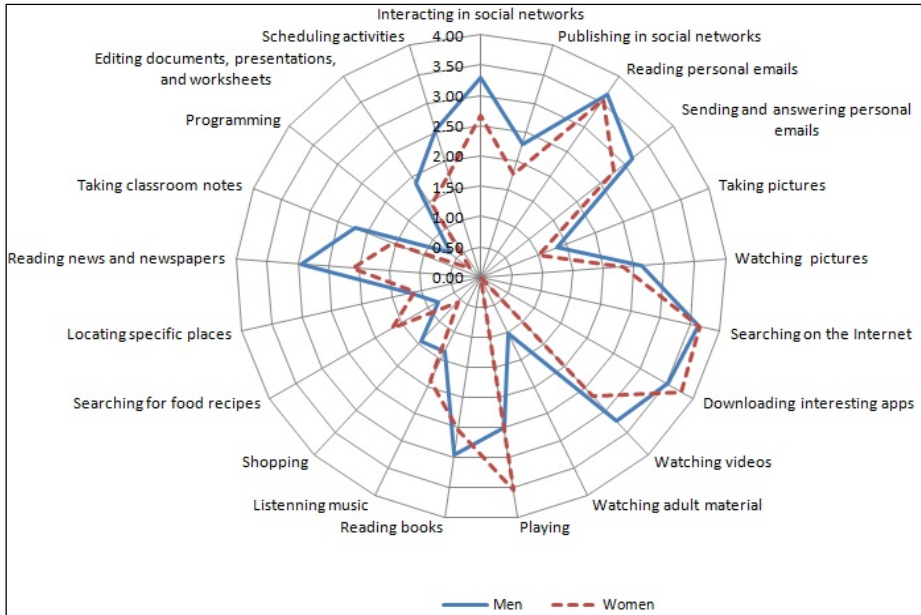 Interacting in social networks
Scheduling activities
Publishing in social networks
Editing documents, presentations,
and worksheets
Reading personal emails
Programming
Sending and answering personal
emails
Taking classroom notes
Taking pictures
Reading news and newspapers
Watching pictures
Locating specific places
Searching on the Internet
Searching for food recipes
Downloading interesting apps
Shopping
Watching videos
Listenning music
Watching adult material
Reading books
Playing
4.00
3.50
3.00
2.50
2.00
1.50
1.00
0.50
0.00
Men
Women